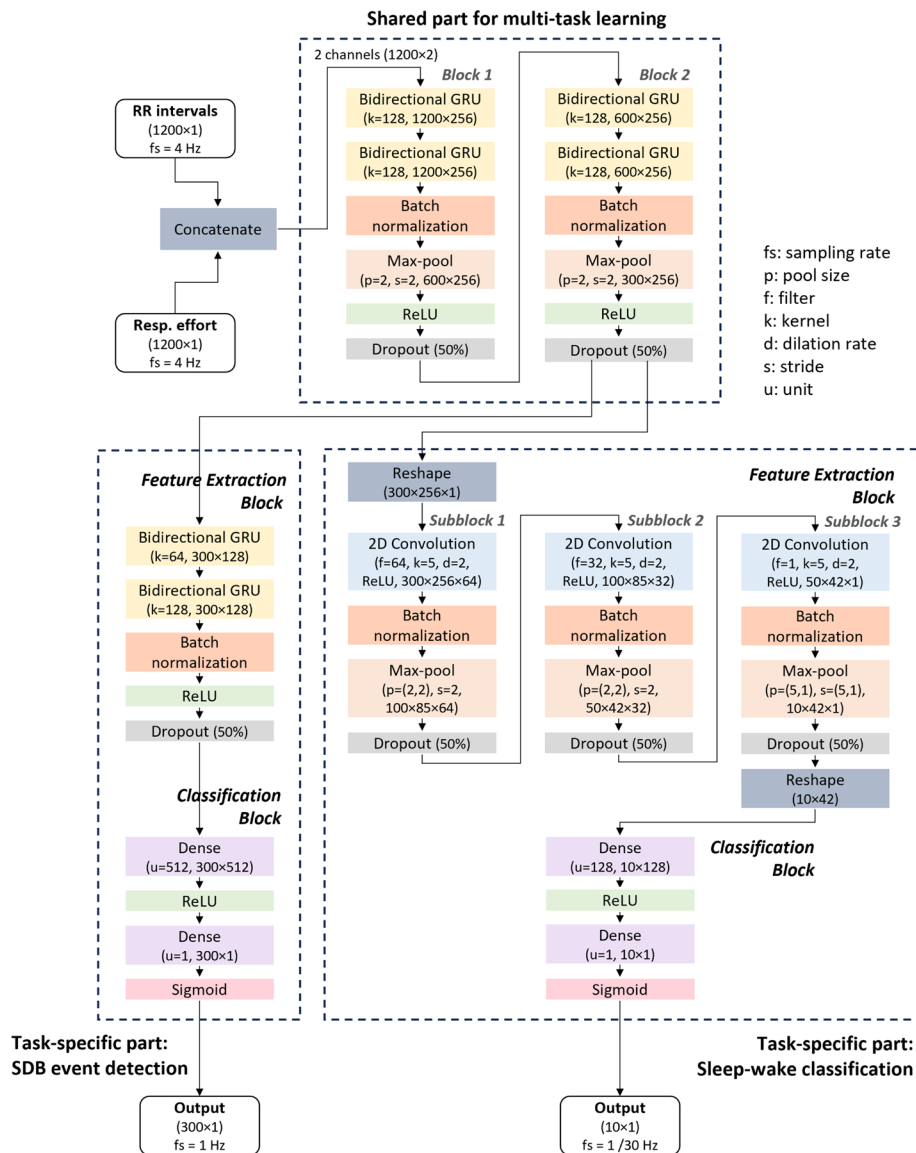 Shared part for multi-task learning
2 channels (1200×2)
Block 1
Bidirectional GRU
(k=128, 1200×256)
Bidirectional GRU
(k=128, 1200×256)
Batch
normalization
Max-pool
(p=2, s=2, 600×256)
ReLU
Dropout (50%)
Block 2
Bidirectional GRU
(k=128, 600×256)
Bidirectional GRU
(k=128, 600×256)
Batch
normalization
Max-pool
(p=2, s=2, 300×256)
ReLU
Dropout (50%)
RR intervals
(1200×1)
fs = 4 Hz
Concatenate
Resp. effort
(1200×1)
fs = 4 Hz
fs: sampling rate
p: pool size
f: filter
k: kernel
d: dilation rate
s: stride
u: unit
Feature Extraction
Block
Bidirectional GRU
(k=64, 300×128)
Bidirectional GRU
(k=128, 300×128)
Batch
normalization
ReLU
Dropout (50%)
Classification
Block
Dense
(u=512, 300×512)
ReLU
Dense
(u=1, 300×1)
Sigmoid
Task-specific part:
SDB event detection
Output
(300×1)
fs = 1 Hz
Reshape
(300×256×1)
Feature Extraction
Block
Subblock 1
2D Convolution
(f=64, k=5, d=2,
ReLU, 300×256×64)
Batch
normalization
Max-pool
(p=(2,2), s=2,
100×85×64)
Dropout (50%)
Subblock 2
2D Convolution
(f=32, k=5, d=2,
ReLU, 100×85×32)
Batch
normalization
Max-pool
(p=(2,2), s=2,
50×42×32)
Dropout (50%)
Subblock 3
2D Convolution
(f=1, k=5, d=2,
ReLU, 50×42×1)
Batch
normalization
Max-pool
(p=(5,1), s=(5,1),
10×42×1)
Dropout (50%)
Reshape
(10×42)
Classification
Block
Dense
(u=128, 10×128)
ReLU
Dense
(u=1, 10×1)
Sigmoid
Task-specific part:
Sleep-wake classification
Output
(10×1)
fs = 1 /30 Hz